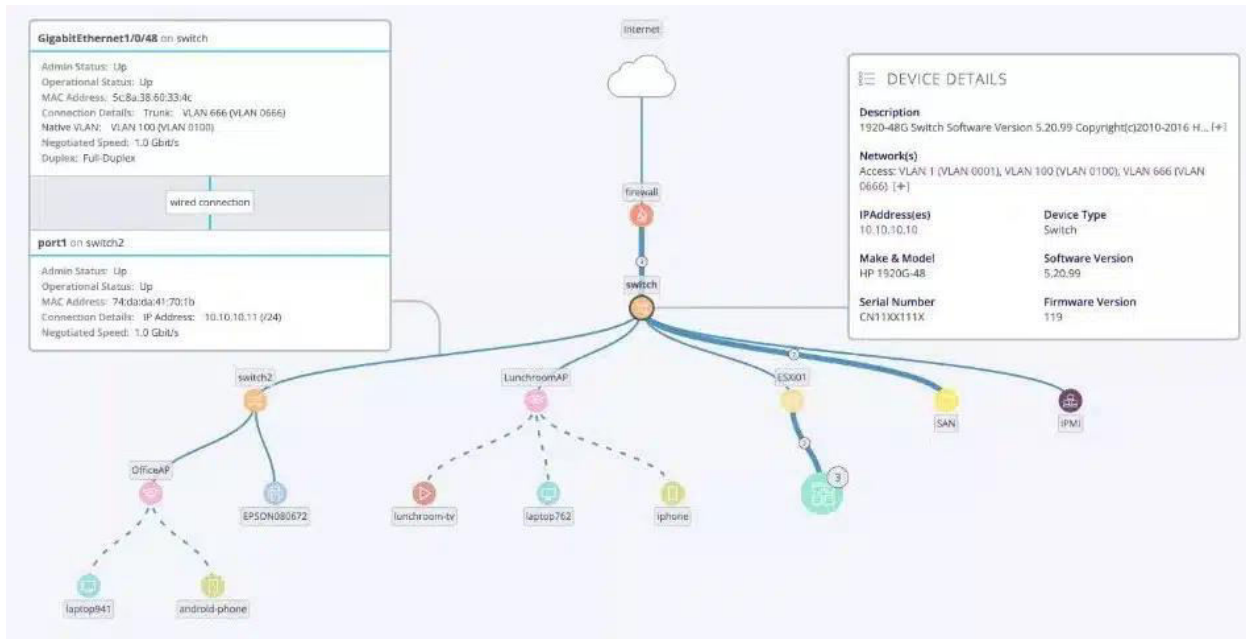 GigabitEthernet1/0/48 on switch
Admin Status: Up
Operational Status: Up
MAC Address: 5c:8a:38:60:33:4c
Connection Details: Trunk: VLAN 666 (VLAN 0666)
Native VLAN: VLAN 100 (VLAN 0100)
Negotiated Speed: 1.0 Gbit/s
Duplex: Full-Duplex
wired connection
port1 on switch2
Admin Status: Up
Operational Status: Up
MAC Address: 74:da:da:41:70:1b
Connection Details: IP Address: 10.10.10.11 (/24)
Negotiated Speed: 1.0 Gbit/s
Internet
firewall
switch
DEVICE DETAILS
Description
1920-48G Switch Software Version 5.20.99 Copyright(c)2010-2016 H... [+]
Network(s)
Access: VLAN 1 (VLAN 0001), VLAN 100 (VLAN 0100), VLAN 666 (VLAN
0666) [+]
IPAddress(es)
10.10.10.10
Device Type
Switch
Make & Model
HP 1920G-48
Software Version
5.20.99
Serial Number
CN11XX111X
Firmware Version
119
switch2
LunchroomAP
ESXi01
SAN
IPMI
OfficeAP
EPSON080672
lunchroom-tv
laptop762
iphone
3
laptop941
android-phone